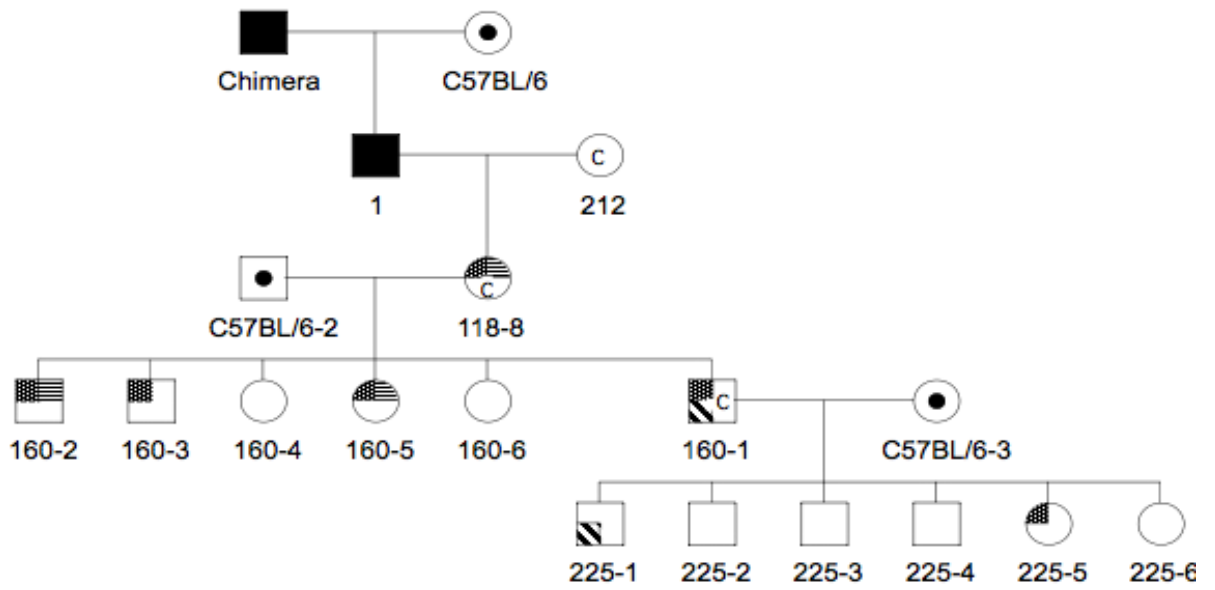 Chimera C57BL/6
C
1 212
C
C57BL/6-2 118-8
C
160-2 160-3 160-4 160-5 160-6 160-1 C57BL/6-3
225-1 225-2 225-3 225-4 225-5 225-6